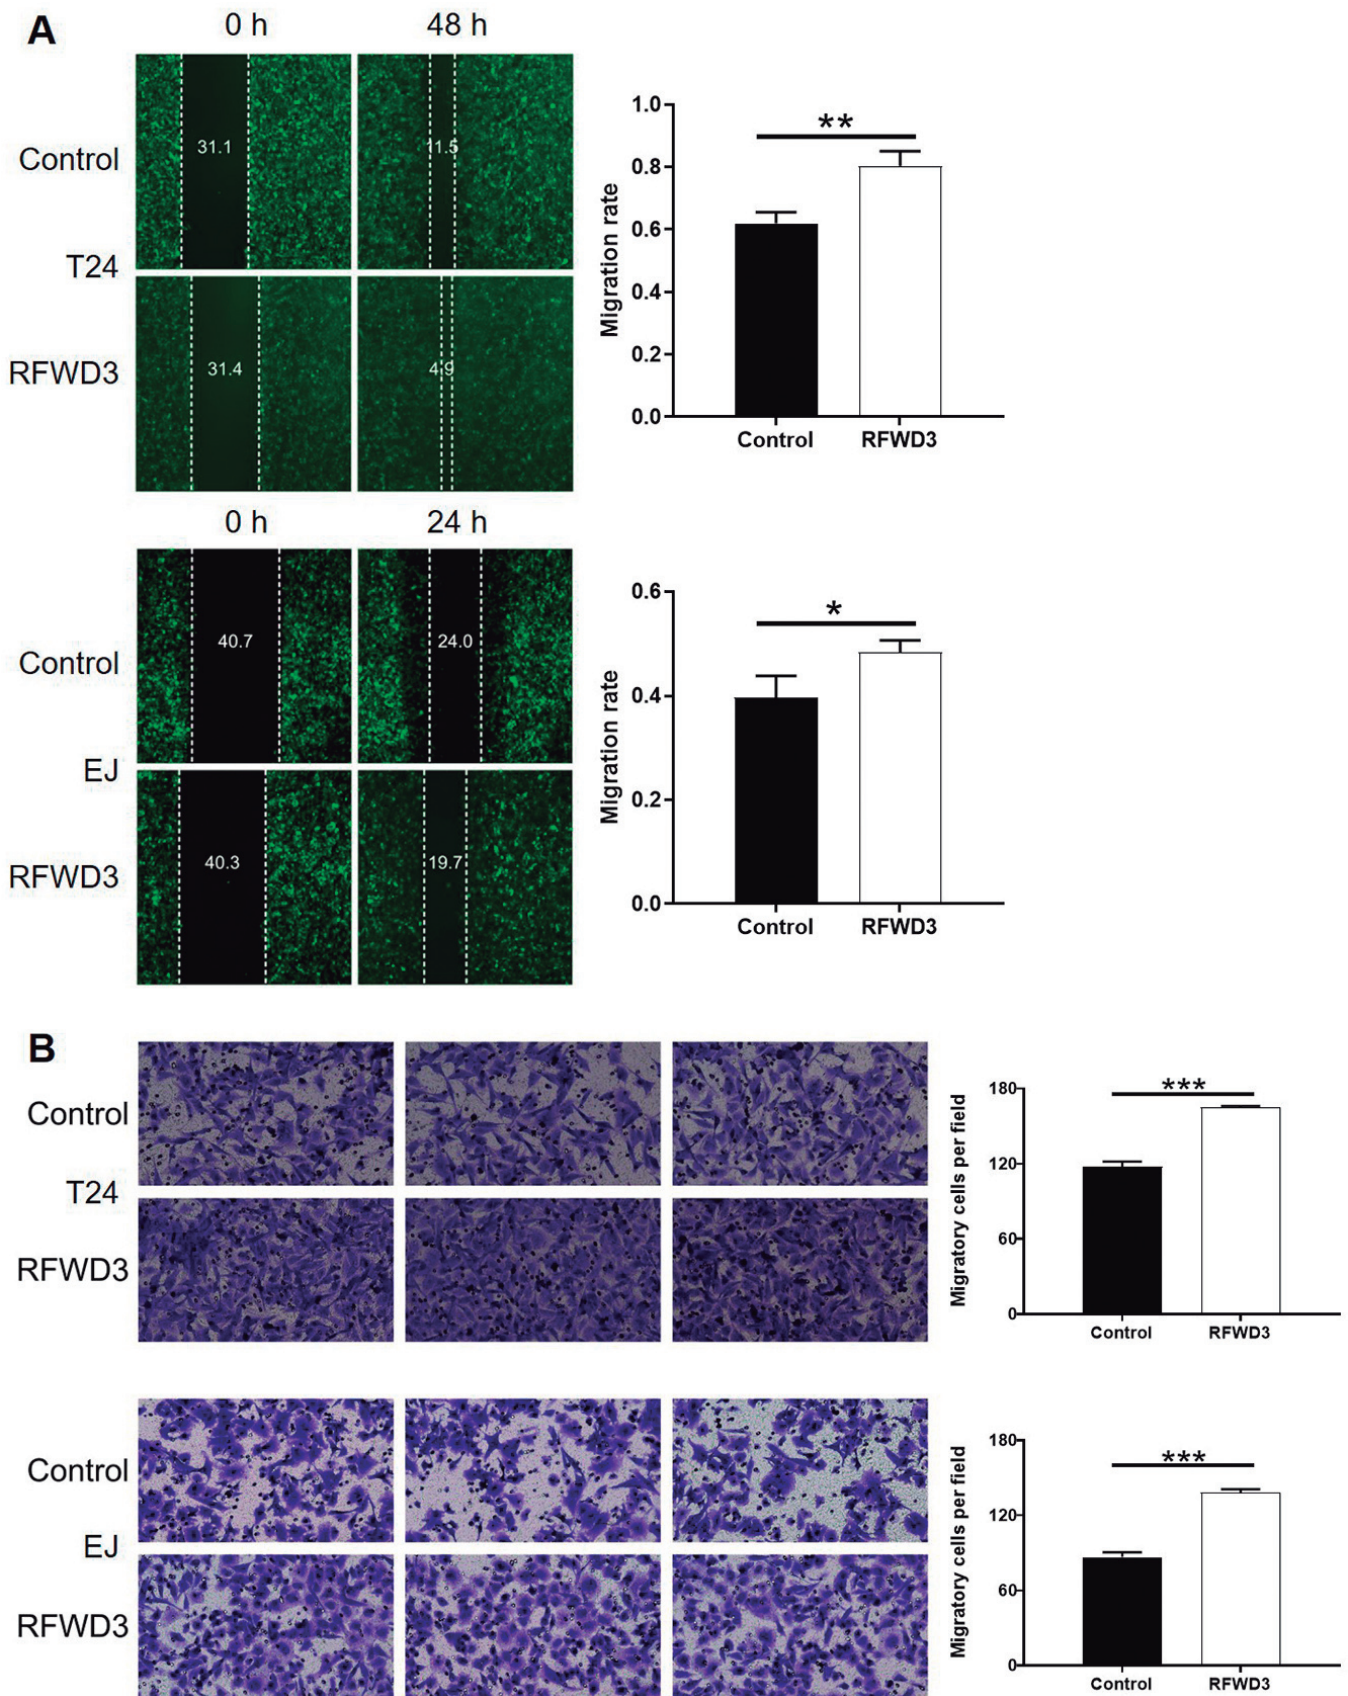 A
0 h 48 h
Control
31.1
11.5
T24
RFWD3
31.4
4.9
1.0
0.8
0.6
0.4
0.2
0.0
Migration rate
**
Control RFWD3
0 h 24 h
Control
40.7
24.0
EJ
RFWD3
40.3
19.7
0.6
0.4
0.2
0.0
Migration rate
*
Control RFWD3
B
Control
T24
RFWD3
180
120
60
0
Migratory cells per field
***
Control RFWD3
Control
EJ
RFWD3
180
120
60
0
Migratory cells per field
***
Control RFWD3